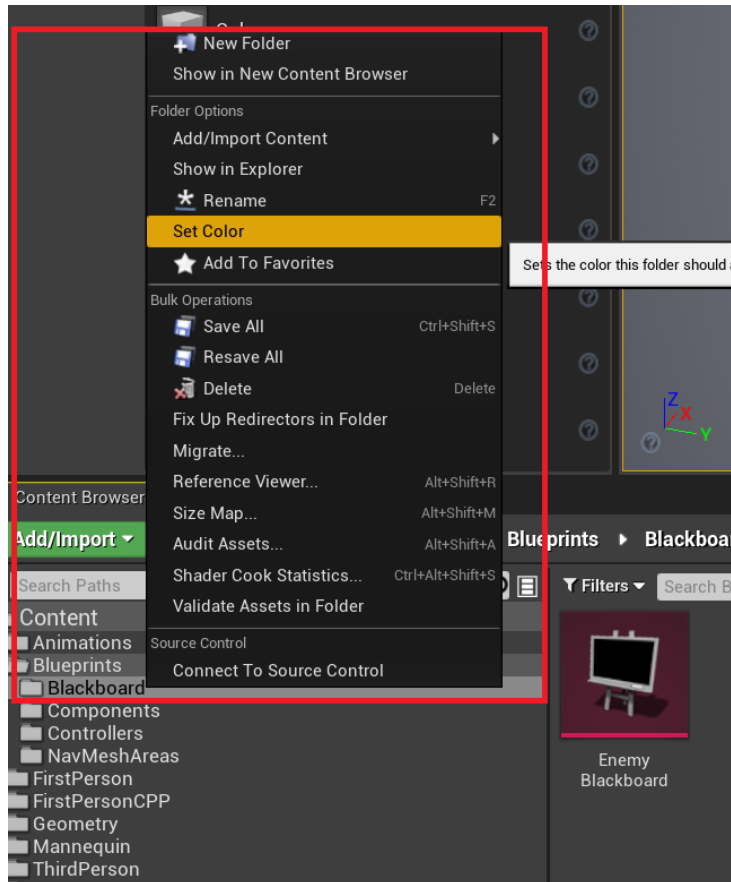 New Folder
Show in New Content Browser
Folder Options
Add/Import Content
Show in Explorer
Rename F2
Set Color
Sets the color this folder should
Add To Favorites
Bulk Operations
Save All Ctrl+Shift+S
Resave All
Delete Delete
Fix Up Redirectors in Folder
Migrate...
Reference Viewer... Alt+Shift+R
Size Map... Alt+Shift+M
Audit Assets... Alt+Shift+A
Shader Cook Statistics... Ctrl+Alt+Shift+S
Validate Assets in Folder
Source Control
Connect To Source Control
Z
X
Y
Content Browser
Add/Import
Blueprints
Search Paths
Filters
Search
Content
Animations
Blueprints
Blackboard
Components
Controllers
NavMeshAreas
FirstPerson
FirstPersonCPP
Geometry
Mannequin
ThirdPerson
Enemy
Blackboard